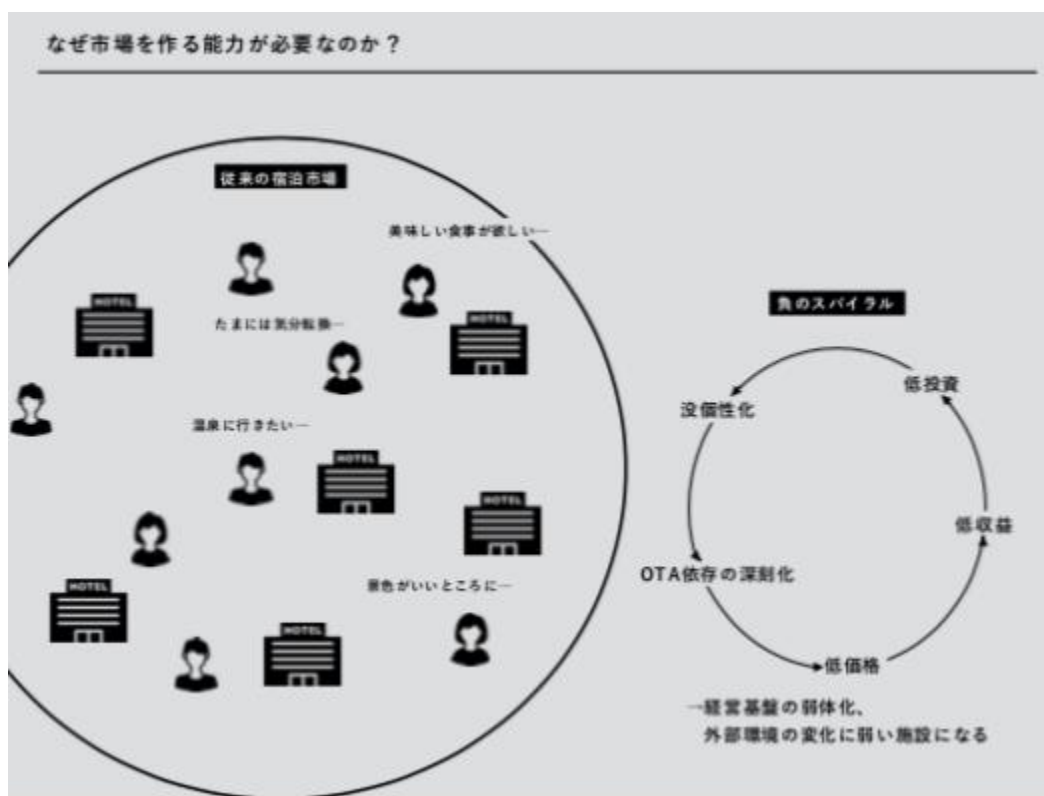 なぜ市場を作る能力が必要なのか？
従来の宿泊市場
美味しい食事が欲しい…
HOTEL
HOTEL
たまには気分転換…
温泉に行きたい…
HOTEL
HOTEL
景色がいいところに…
HOTEL
HOTEL
負のスパイラル
低投資
没個性化
低収益
OTA依存の深刻化
低価格
→経営基盤の弱体化、
外部環境の変化に弱い施設になる